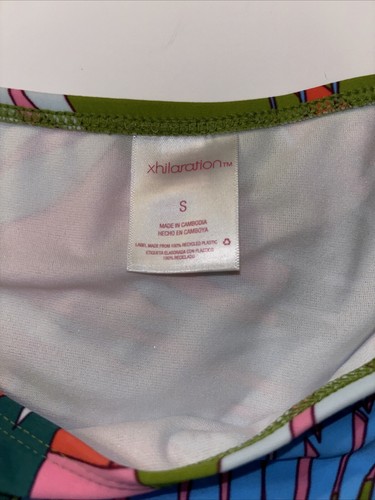 xhilaration™
S
MADE IN CAMBODIA
HECHO EN CAMBOYA
LABEL MADE FROM 100% RECYCLED PLASTIC
ETIQUETA ELABORADA CON PLÁSTICO
100% RECICLADO